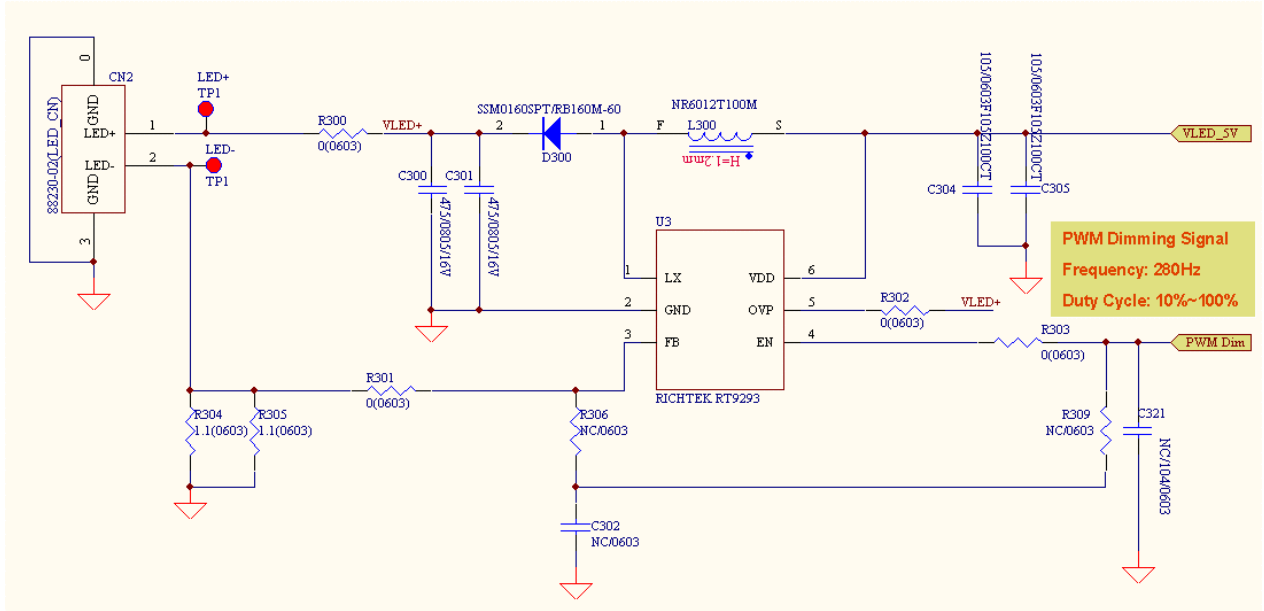 0
CN2
88230-02(LED_CN)
GND
LED+
LED-
GND
1
2
3
LED+
TP1
LED-
TP1
R300
0(0603)
VLED+
C300
475/0805/16V
C301
475/0805/16V
SSM0160SPT/RB160M-60
2
1
D300
NR6012T100M
F
L300
S
H=1.2mm
105/0603F105Z100CT
105/0603F105Z100CT
C304
C305
VLED_5V
PWM Dimming Signal
Frequency: 280Hz
Duty Cycle: 10%~100%
U3
1
LX
VDD
6
2
GND
OVP
5
3
FB
EN
4
RICHTEK RT9293
R302
0(0603)
VLED+
R303
0(0603)
PWM Dim
R301
0(0603)
R304
1.1(0603)
R305
1.1(0603)
R306
NC/0603
R309
NC/0603
C321
NC/104/0603
C302
NC/0603